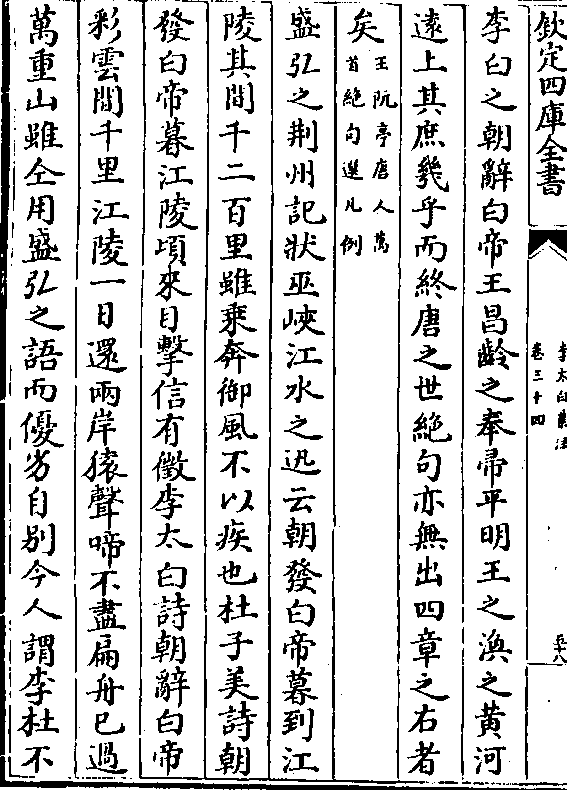 欽定四庫全書
李太白集注
卷三十四
五十八
李白之朝辭白帝王昌齡之奉帚平明王之渙之黄河
遠上其庶幾乎而終唐之世絶句亦無出四章之右者
矣
王阮亭唐人萬
首絶句選凡例
盛弘之荆州記狀巫峽江水之迅云朝發白帝暮到江
陵其間千二百里雖乘奔御風不以疾也杜子美詩朝
發白帝暮江陵頃來目擊信有徵李太白詩朝辭白帝
彩雲間千里江陵一日還兩岸猿聲啼不盡扁舟已過
萬重山雖仝用盛弘之語而優劣自别今人謂李杜不